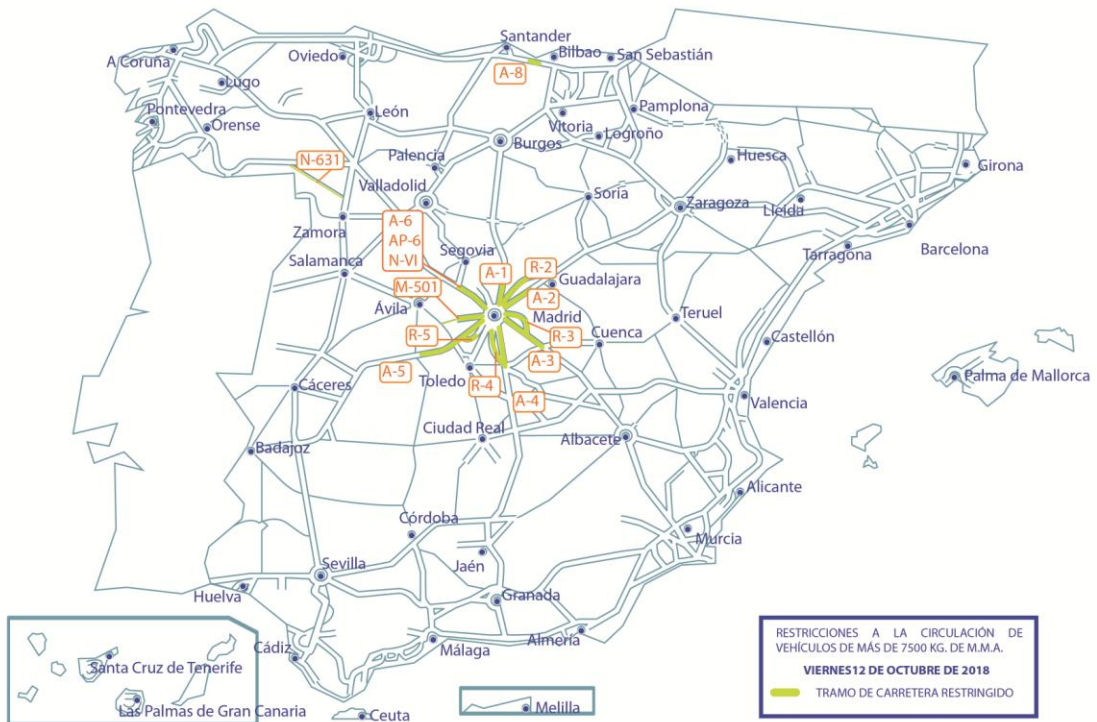 Santander
Bilbao
San Sebastián
A Coruña
Oviedo
A-8
Lugo
Pontevedra
Orense
León
Vitoria
Pamplona
Logroño
Burgos
Huesca
Girona
N-631
Palencia
Valladolid
Soria
Zaragoza
Lleida
Barcelona
Tarragona
Zamora
A-6
AP-6
N-VI
Segovia
Salamanca
A-1
R-2
Guadalajara
M-501
A-2
Ávila
Madrid
Teruel
R-5
R-3
Cuenca
Castellón
A-3
A-5
Toledo
R-4
A-4
Palma de Mallorca
Cáceres
Valencia
Ciudad Real
Albacete
Badajoz
Alicante
Córdoba
Murcia
Jaén
Sevilla
Huelva
Granada
Almería
Málaga
Cádiz
Santa Cruz de Tenerife
Las Palmas de Gran Canaria
Ceuta
Melilla
RESTRICCIONES A LA CIRCULACIÓN DE
VEHÍCULOS DE MÁS DE 7500 KG. DE M.M.A.
VIERNES12 DE OCTUBRE DE 2018
TRAMO DE CARRETERA RESTRINGIDO